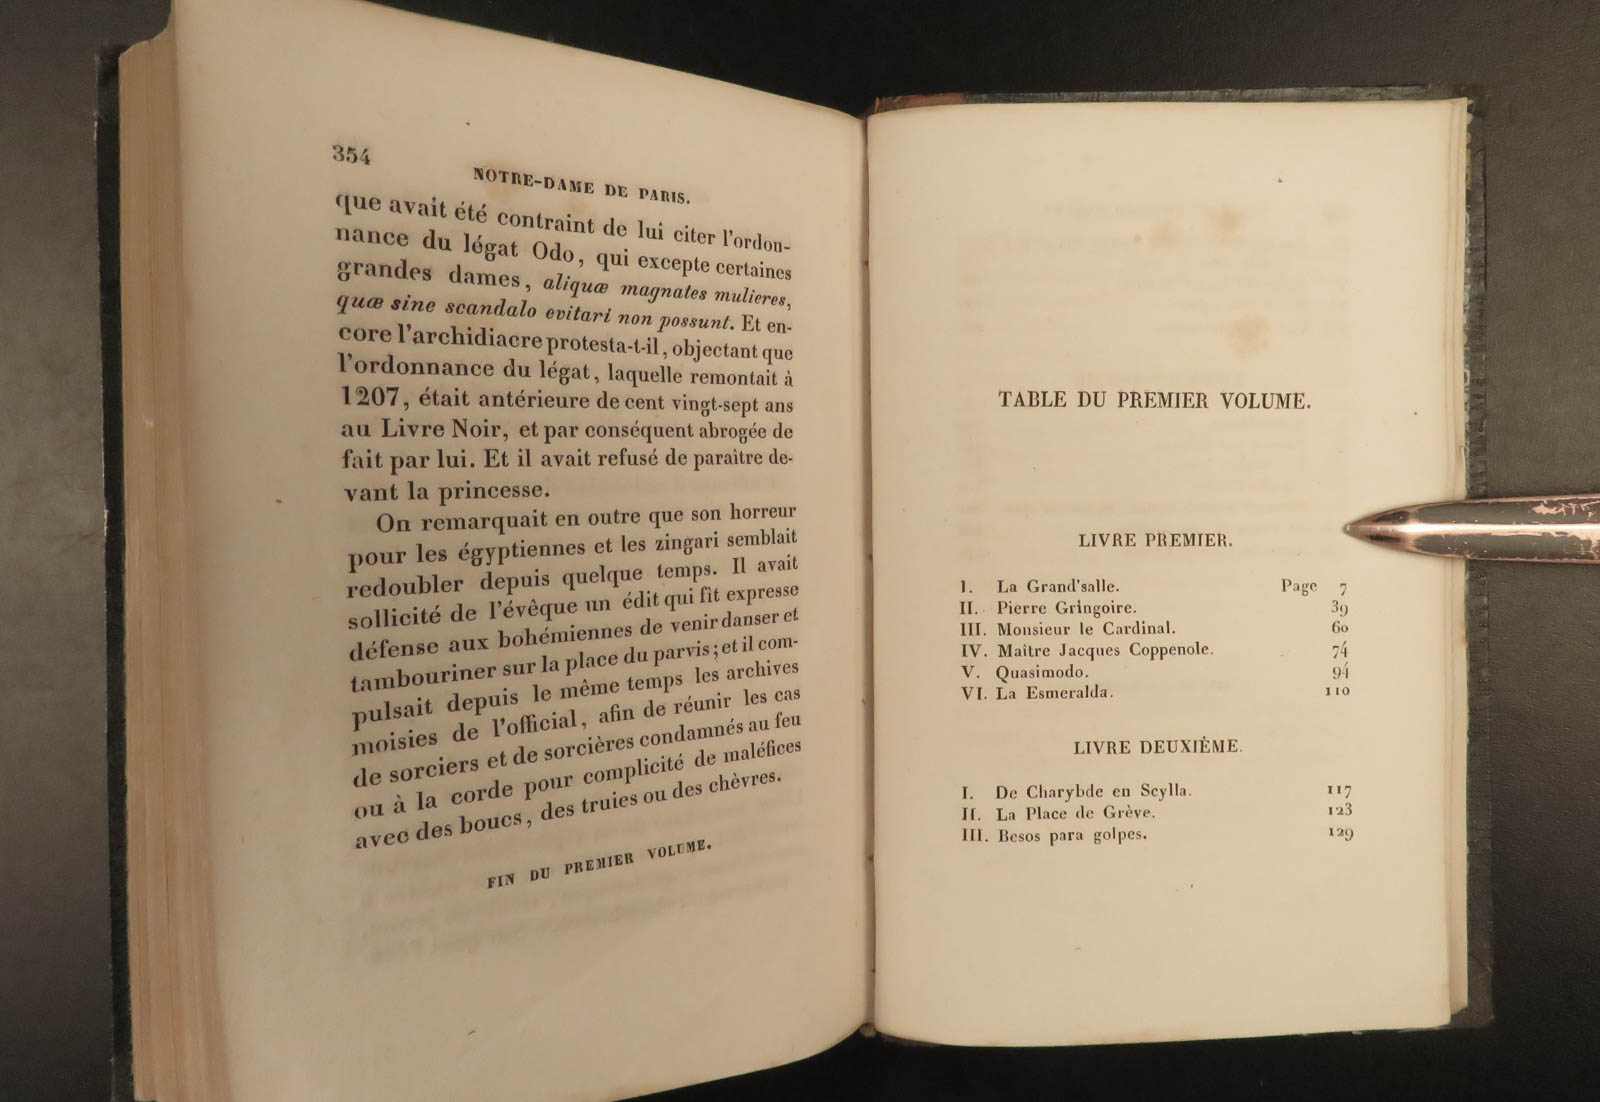 354
NOTRE-DAME DE PARIS.
que avait été contraint de lui citer l'ordon-
nance du légat Odo, qui excepte certaines
grandes dames, aliquæ magnates mulieres,
quæ sine scandalo evitari non possunt. Et en-
core l'archidiacre protesta-t-il, objectant que
l'ordonnance du légat, laquelle remontait à
1207, était antérieure de cent vingt-sept ans
au Livre Noir, et par conséquent abrogée de
fait par lui. Et il avait refusé de paraître de-
vant la princesse.
On remarquait en outre que son horreur
pour les égyptiennes et les zingari semblait
redoubler depuis quelque temps. Il avait
sollicité de l'évêque un édit qui fît expresse
défense aux bohémiennes de venir danser et
tambouriner sur la place du parvis; et il com-
pulsait depuis le même temps les archives
moisies de l'official, afin de réunir les cas
de sorciers et de sorcières condamnés au feu
ou à la corde pour complicité de maléfices
avec des boucs, des truies ou des chèvres.
FIN DU PREMIER VOLUME.
TABLE DU PREMIER VOLUME.
LIVRE PREMIER.
I. La Grand'salle. Page 7
II. Pierre Gringoire. 39
III. Monsieur le Cardinal. 60
IV. Maître Jacques Coppenole. 74
V. Quasimodo. 94
VI. La Esmeralda. 110
LIVRE DEUXIÈME.
I. De Charybde en Scylla. 117
II. La Place de Grève. 123
III. Besos para golpes. 129